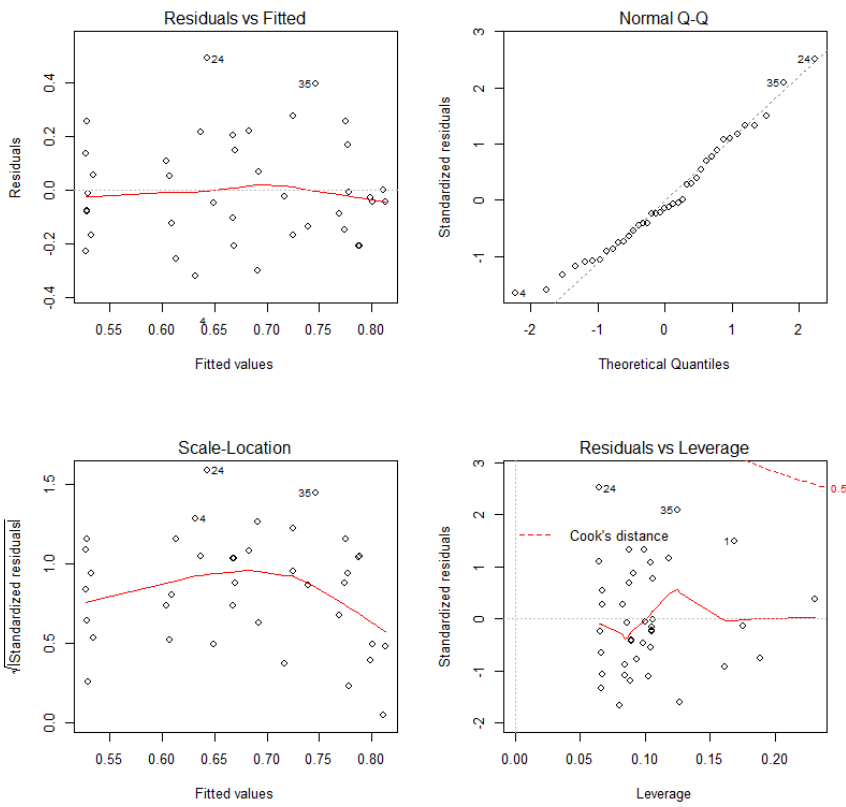 Residuals vs Fitted
Residuals
0.4
0.2
0.0
-0.2
-0.4
24
35
4
0.55 0.60 0.65 0.70 0.75 0.80
Fitted values
Normal Q-Q
Standardized residuals
3
2
1
0
-1
24
35
4
-2 -1 0 1 2
Theoretical Quantiles
Scale-Location
√|Standardized residuals|
1.5
1.0
0.5
0.0
24
35
4
0.55 0.60 0.65 0.70 0.75 0.80
Fitted values
Residuals vs Leverage
Standardized residuals
3
2
1
0
-1
-2
24
35
1
0.5
Cook's distance
0.00 0.05 0.10 0.15 0.20
Leverage